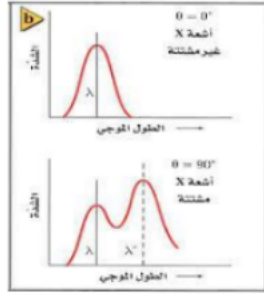 b
θ = 0°
أشعة X
غير مشتتة
الشدة
λ
الطول الموجي
θ = 90°
أشعة X
مشتتة
الشدة
λ
λ'
الطول الموجي